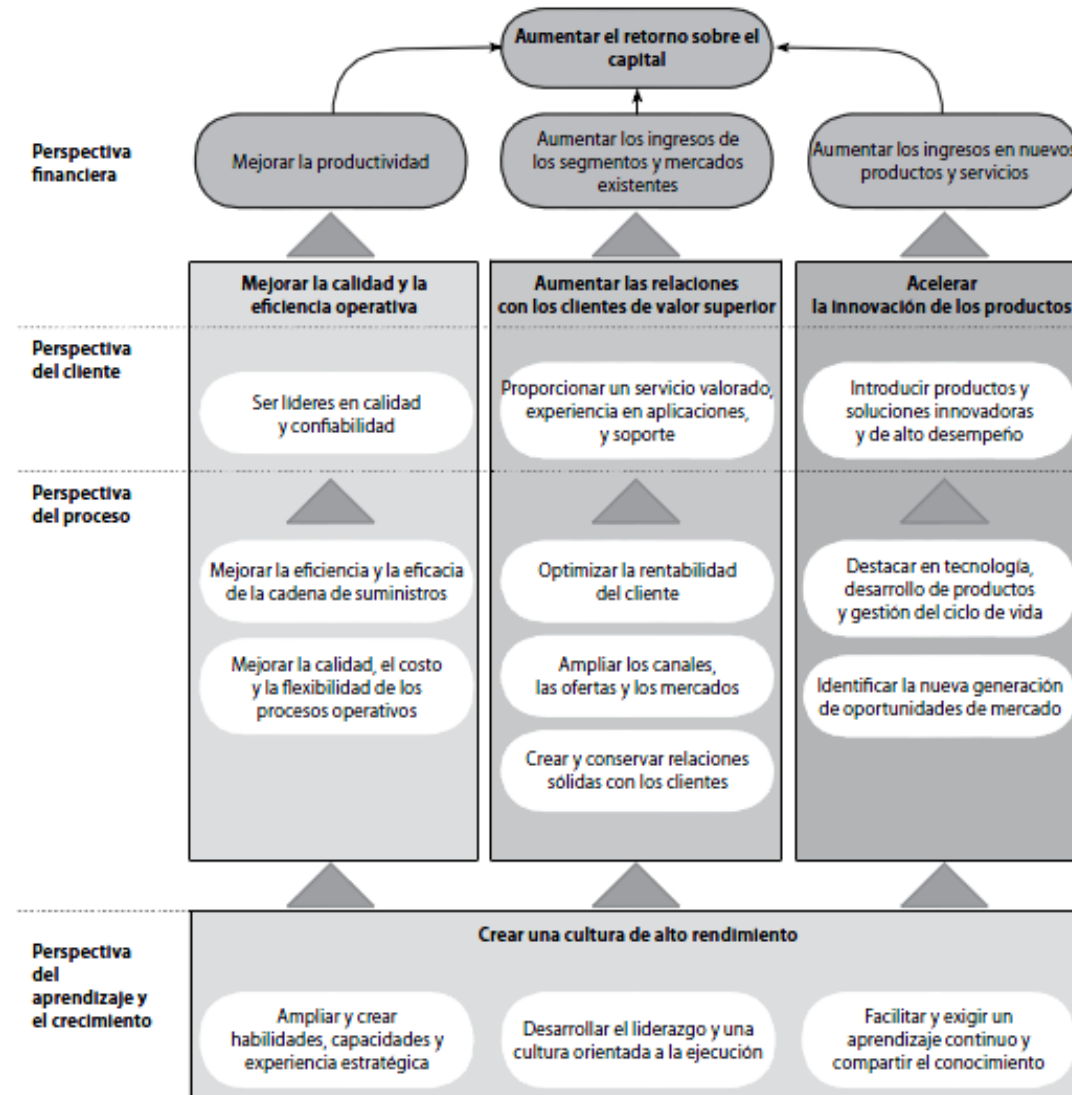 Aumentar el retorno sobre el
capital
Perspectiva
financiera
Mejorar la productividad
Aumentar los ingresos de
los segmentos y mercados
existentes
Aumentar los ingresos en nuevos
productos y servicios
Mejorar la calidad y la
eficiencia operativa
Aumentar las relaciones
con los clientes de valor superior
Acelerar
la innovación de los productos
Perspectiva
del cliente
Ser líderes en calidad
y confiabilidad
Proporcionar un servicio valorado,
experiencia en aplicaciones,
y soporte
Introducir productos y
soluciones innovadoras
y de alto desempeño
Perspectiva
del proceso
Mejorar la eficiencia y la eficacia
de la cadena de suministros
Optimizar la rentabilidad
del cliente
Destacar en tecnología,
desarrollo de productos
y gestión del ciclo de vida
Mejorar la calidad, el costo
y la flexibilidad de los
procesos operativos
Ampliar los canales,
las ofertas y los mercados
Identificar la nueva generación
de oportunidades de mercado
Crear y conservar relaciones
sólidas con los clientes
Perspectiva
del
aprendizaje y
el crecimiento
Crear una cultura de alto rendimiento
Ampliar y crear
habilidades, capacidades y
experiencia estratégica
Desarrollar el liderazgo y una
cultura orientada a la ejecución
Facilitar y exigir un
aprendizaje continuo y
compartir el conocimiento